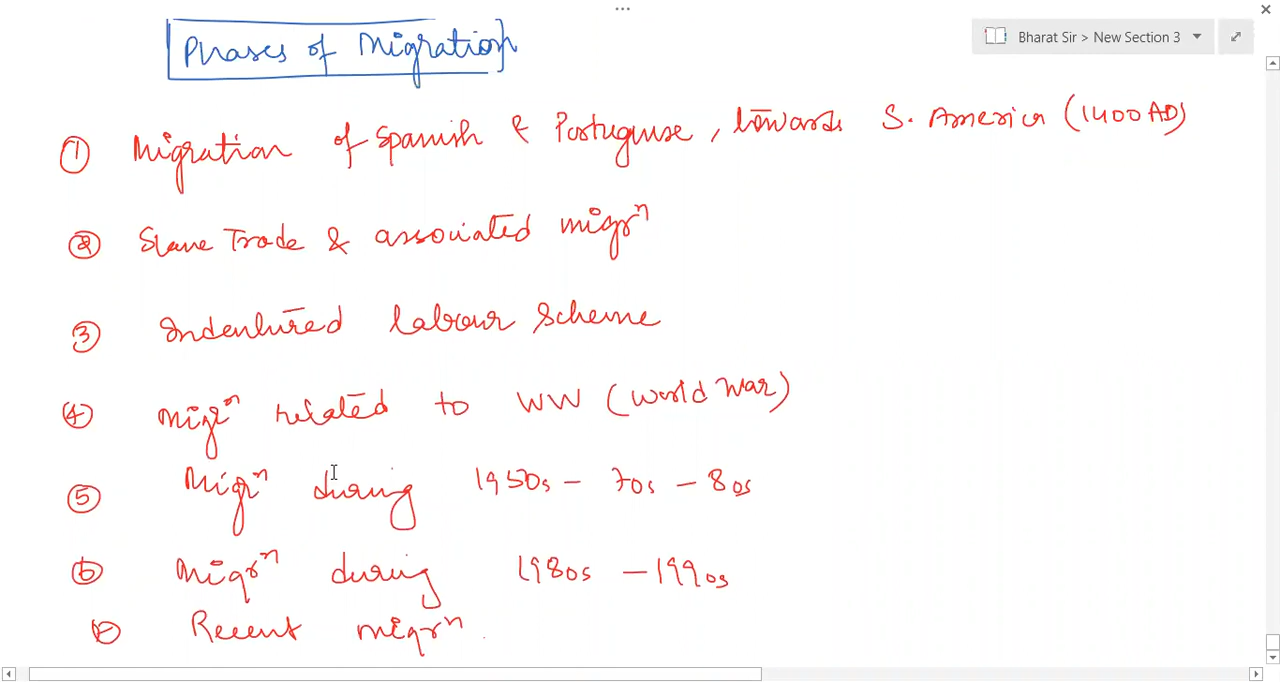 Phases of Migration
Bharat Sir > New Section 3
① Migration of Spanish & Portuguese, towards S. America (1400 AD)
② Slave Trade & associated migrⁿ
③ Indentured labour Scheme
④ Migrⁿ related to WW (World War)
⑤ Migrⁿ during 1950s - 70s - 80s
⑥ Migrⁿ during 1980s - 1990s
⑦ Recent migrⁿ.